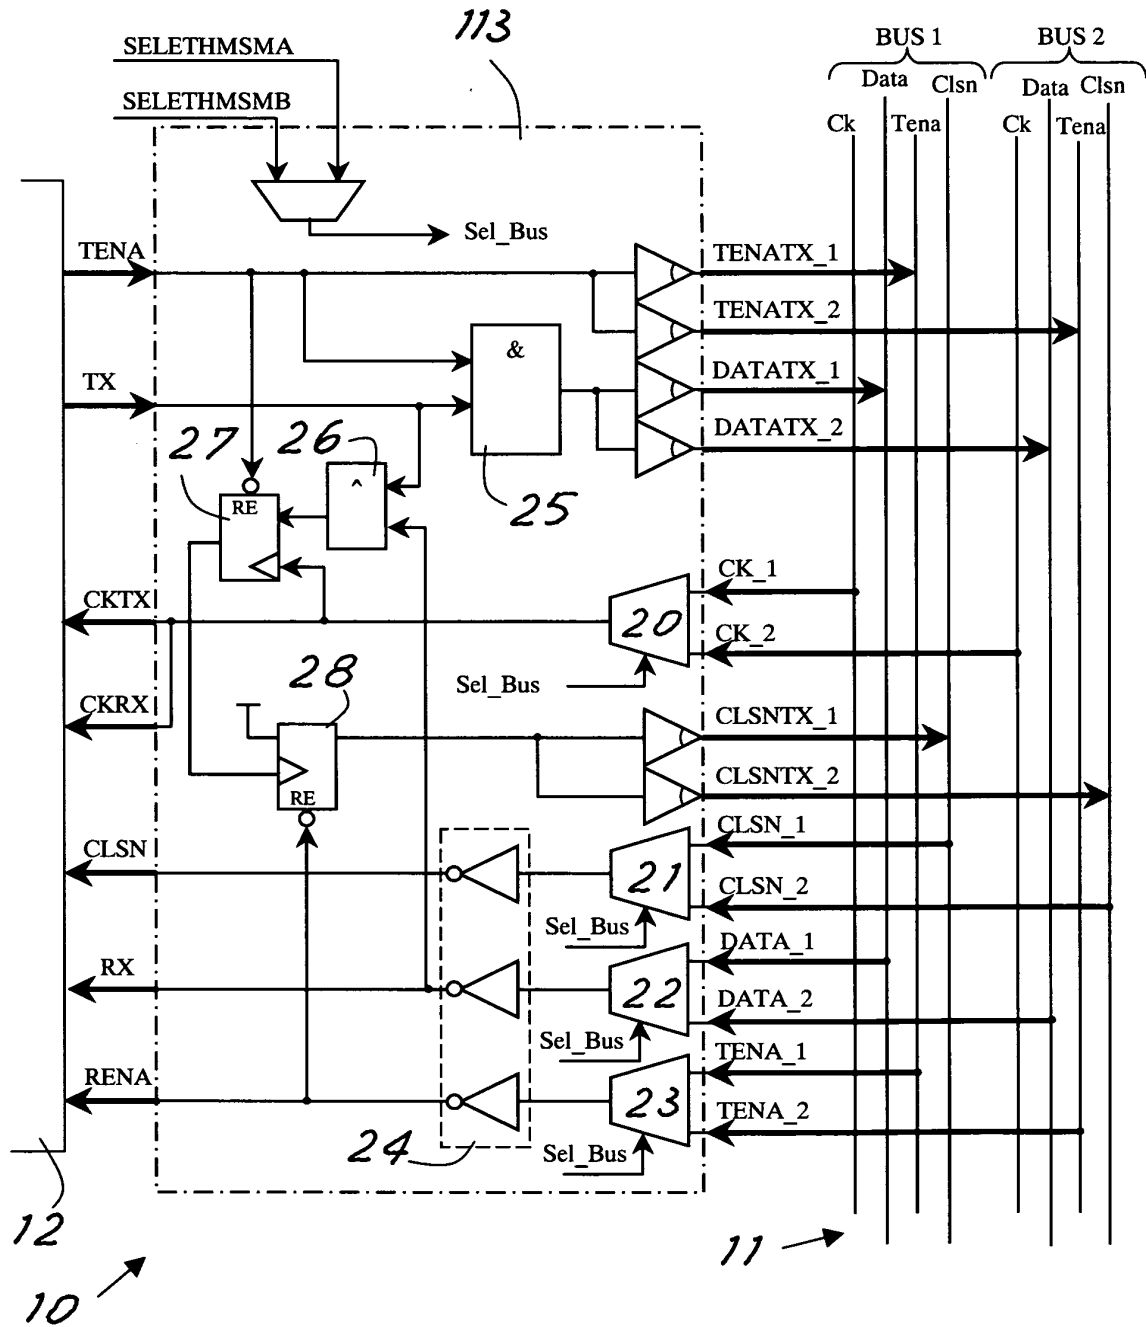 113
BUS 1 BUS 2
SELETHMSMA
Data Clsn Data Clsn
SELETHMSMB
Ck Tena Ck Tena
Sel_Bus
TENA
TENATX_1
TENATX_2
&
DATATX_1
TX
DATATX_2
27 26
^
RE
25
CK_1
CKTX
20
CK_2
28
Sel_Bus
CKRX
CLSNTX_1
CLSNTX_2
RE
CLSN_1
CLSN
21
CLSN_2
Sel_Bus
DATA_1
RX
22
DATA_2
Sel_Bus
TENA_1
RENA
23
TENA_2
24
Sel_Bus
12
11
10